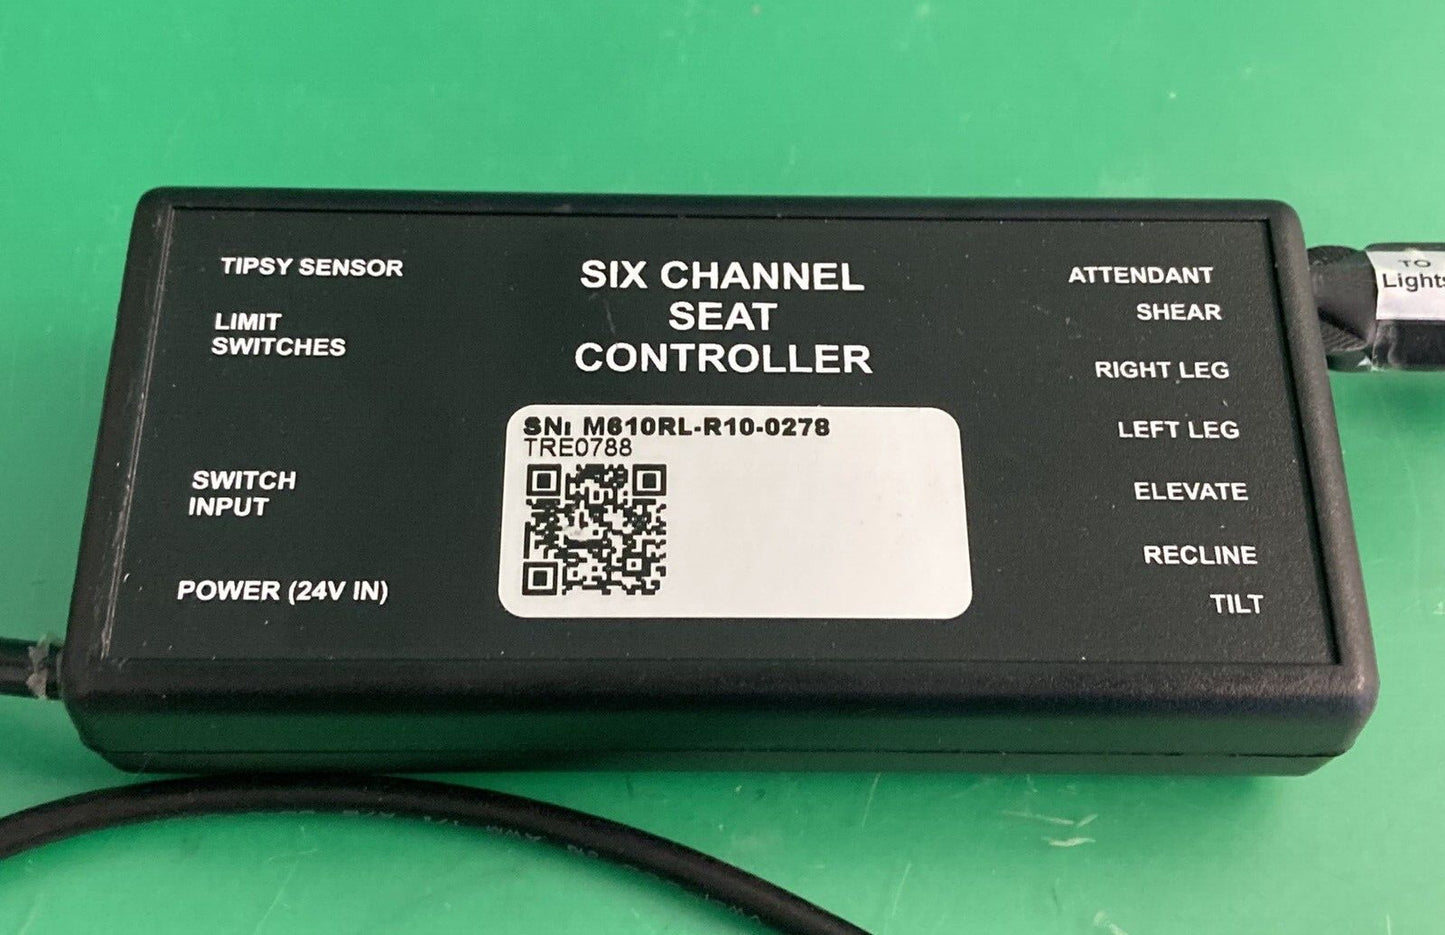 TIPSY SENSOR
LIMIT
SWITCHES
SWITCH
INPUT
POWER (24V IN)
SIX CHANNEL
SEAT
CONTROLLER
SN: M610RL-R10-0278
TRE0788
ATTENDANT
SHEAR
RIGHT LEG
LEFT LEG
ELEVATE
RECLINE
TILT
TO
Lights
AWM